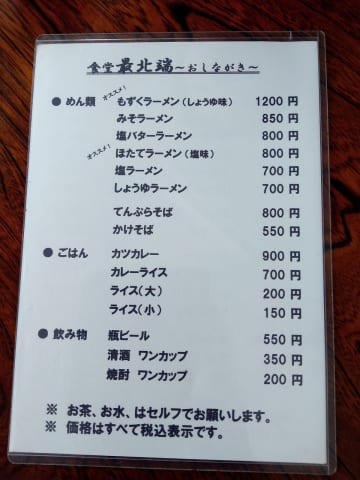 食堂 最北端～おしながき～
● めん類 オススメ! もずくラーメン(しょうゆ味) 1200 円
みそラーメン 850 円
塩バターラーメン 800 円
オススメ! ほたてラーメン(塩味) 800 円
塩ラーメン 700 円
しょうゆラーメン 700 円
てんぷらそば 800 円
かけそば 550 円
● ごはん カツカレー 900 円
カレーライス 700 円
ライス(大) 200 円
ライス(小) 150 円
● 飲み物 瓶ビール 550 円
清酒 ワンカップ 350 円
焼酎 ワンカップ 200 円
※ お茶、お水、はセルフでお願いします。
※ 価格はすべて税込表示です。